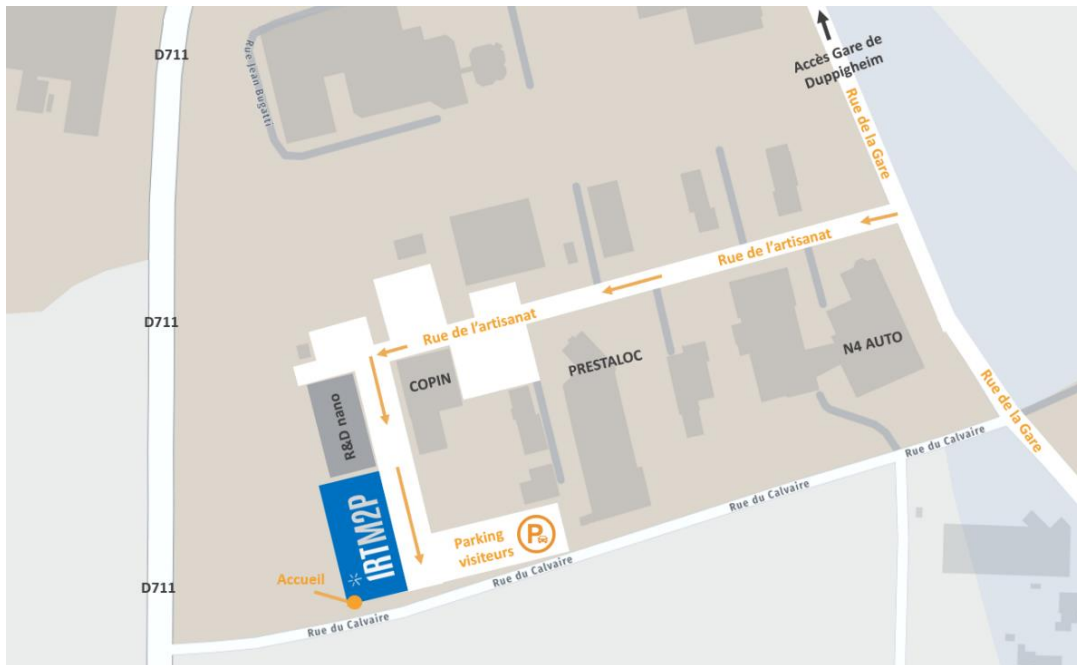 D711
Rue Jean Bugatti
Accès Gare de
Duppigheim
Rue de la Gare
Rue de l'artisanat
D711
Rue de l'artisanat
N4 AUTO
PRESTALOC
COPIN
R&D nano
Rue de la Gare
Rue du Calvaire
Rue du Calvaire
IRTM2P
Parking
visiteurs
P
Rue du Calvaire
Accueil
D711
Rue du Calvaire